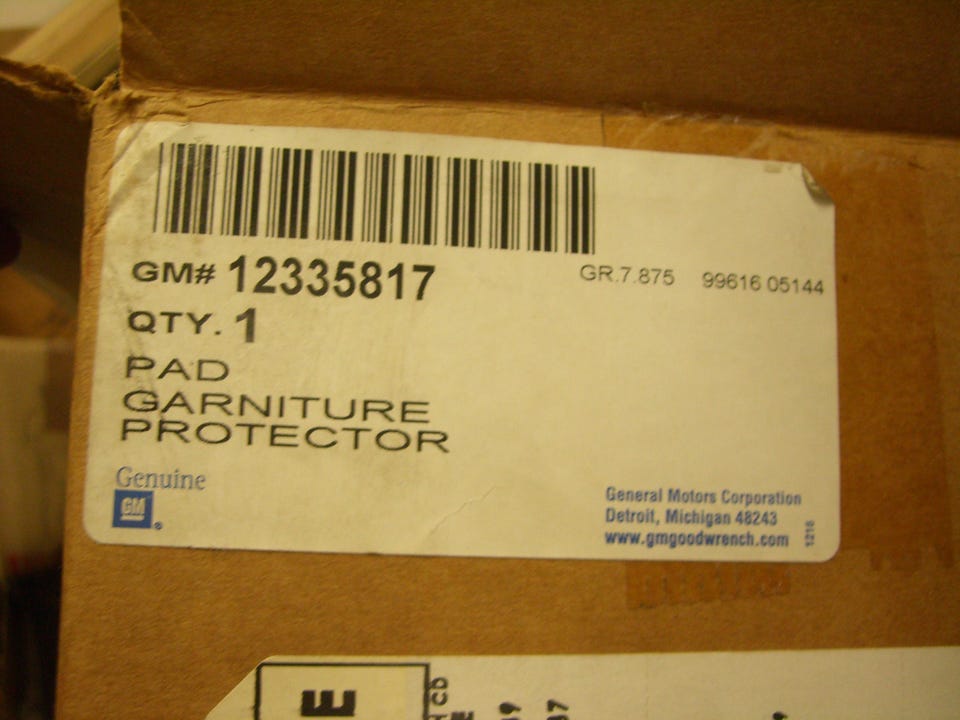 GM# 12335817
GR.7.875 99616 05144
QTY. 1
PAD
GARNITURE
PROTECTOR
Genuine
GM
General Motors Corporation
Detroit, Michigan 48243
www.gmgoodwrench.com
1216
E